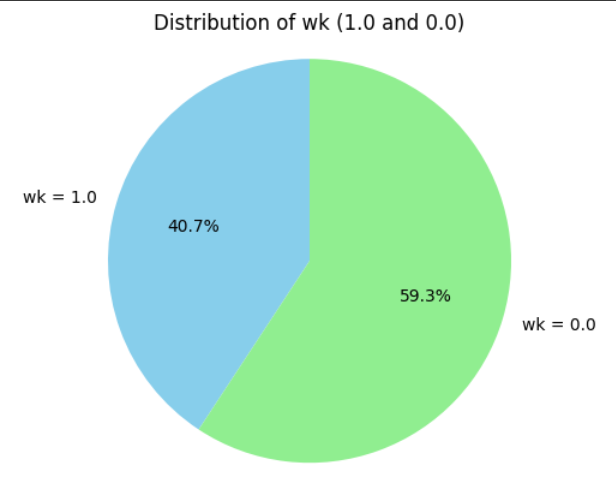 Distribution of wk (1.0 and 0.0)
wk = 1.0
40.7%
59.3%
wk = 0.0